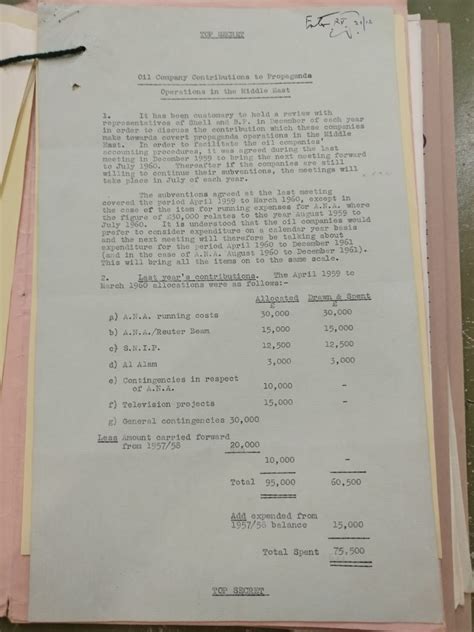 TOP SECRET
Oil Company Contributions to Propaganda
Operations in the Middle East
1. It has been customary to hold a review with
representatives of Shell and B.P. in December of each year
in order to discuss the contribution which these companies
make towards covert propaganda operations in the Middle
East. In order to facilitate the oil companies'
accounting procedures, it was agreed during the last
meeting in December 1959 to bring the next meeting forward
to July 1960. Thereafter if the companies are still
willing to continue their subventions, the meetings will
take place in July of each year.
The subventions agreed at the last meeting
covered the period April 1959 to March 1960, except in
the case of the item for running expenses for A.N.A. where
the figure of £30,000 relates to the year August 1959 to
July 1960. It is understood that the oil companies would
prefer to consider expenditure on a calendar year basis
and the next meeting will therefore be talking about
expenditure for the period April 1960 to December 1961
(and in the case of A.N.A. August 1960 to December 1961).
This will bring all the items on to the same scale.
2. Last year's contributions. The April 1959 to
March 1960 allocations were as follows:-
Allocated Drawn & Spent
£ £
a) A.N.A. running costs 30,000 30,000
b) A.N.A./Reuter Beam 15,000 15,000
c) S.N.I.P. 12,500 12,500
d) Al Alam 3,000 3,000
e) Contingencies in respect
of A.N.A. 10,000 -
f) Television projects 15,000 -
g) General contingencies 30,000
Less Amount carried forward
from 1957/58 20,000
10,000 -
Total 95,000 60,500
Add expended from
1957/58 balance 15,000
Total Spent 75,500
TOP SECRET